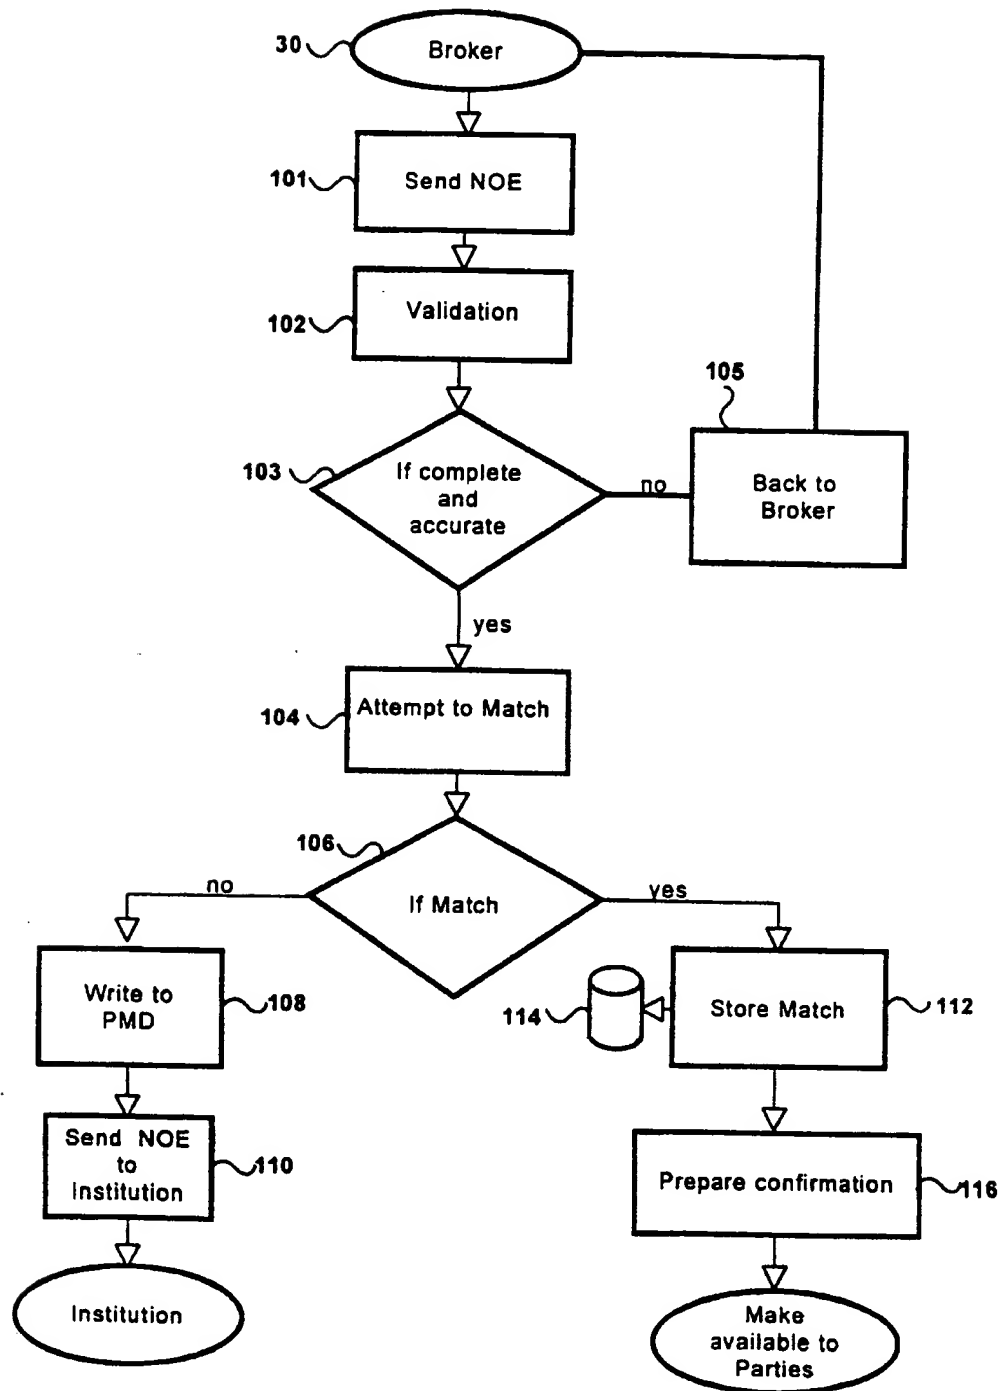 30
Broker
101
Send NOE
102
Validation
105
103
If complete
and
accurate
no
Back to
Broker
yes
104
Attempt to Match
106
If Match
no
yes
Write to
PMD
108
114
Store Match
112
Send NOE
to
Institution
110
Prepare confirmation
116
Institution
Make
available to
Parties